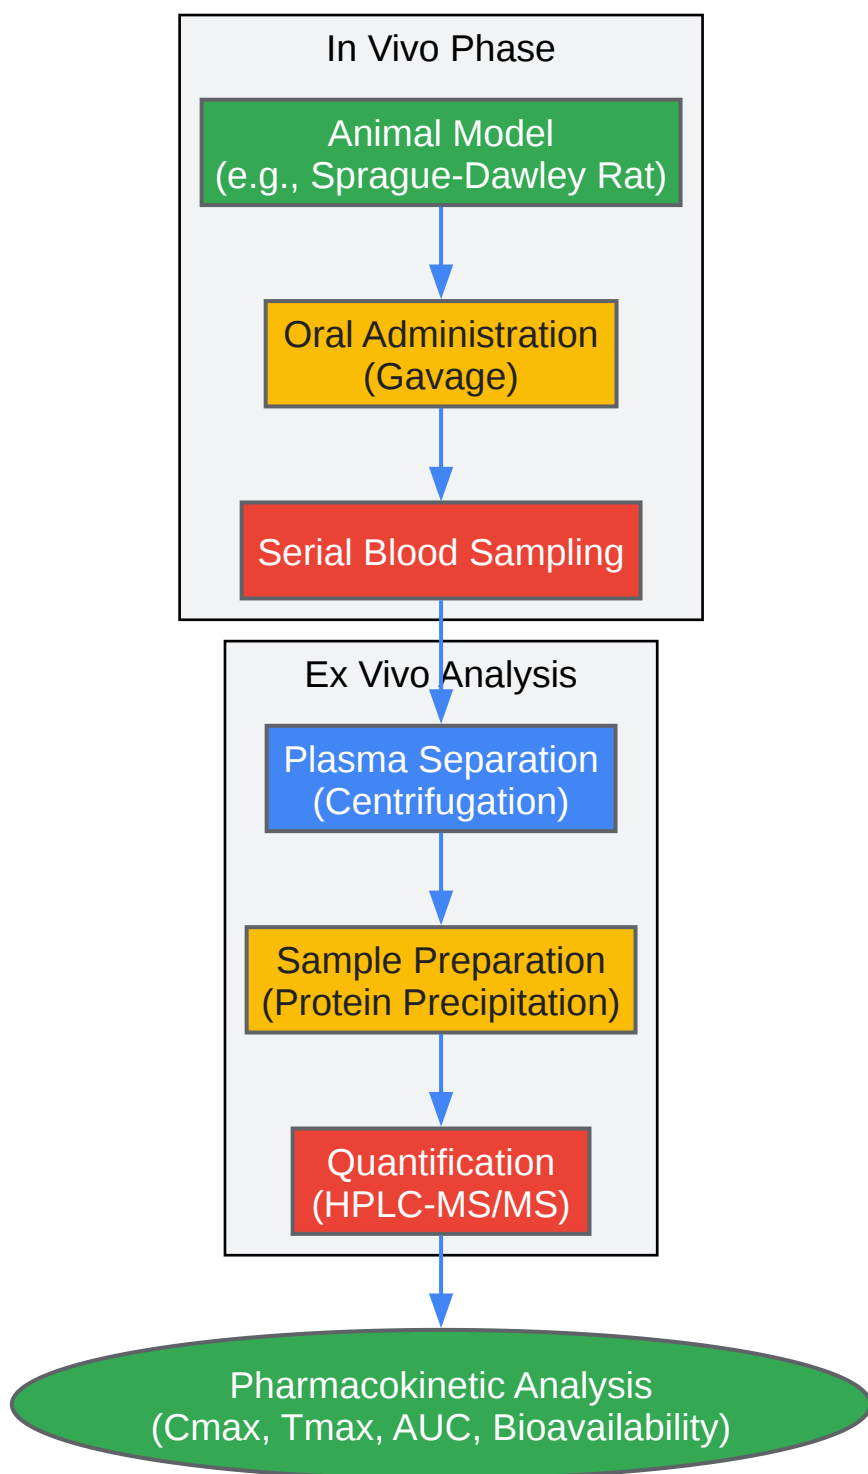 In Vivo Phase
Animal Model
(e.g., Sprague-Dawley Rat)
Oral Administration
(Gavage)
Serial Blood Sampling
Ex Vivo Analysis
Plasma Separation
(Centrifugation)
Sample Preparation
(Protein Precipitation)
Quantification
(HPLC-MS/MS)
Pharmacokinetic Analysis
(Cmax, Tmax, AUC, Bioavailability)